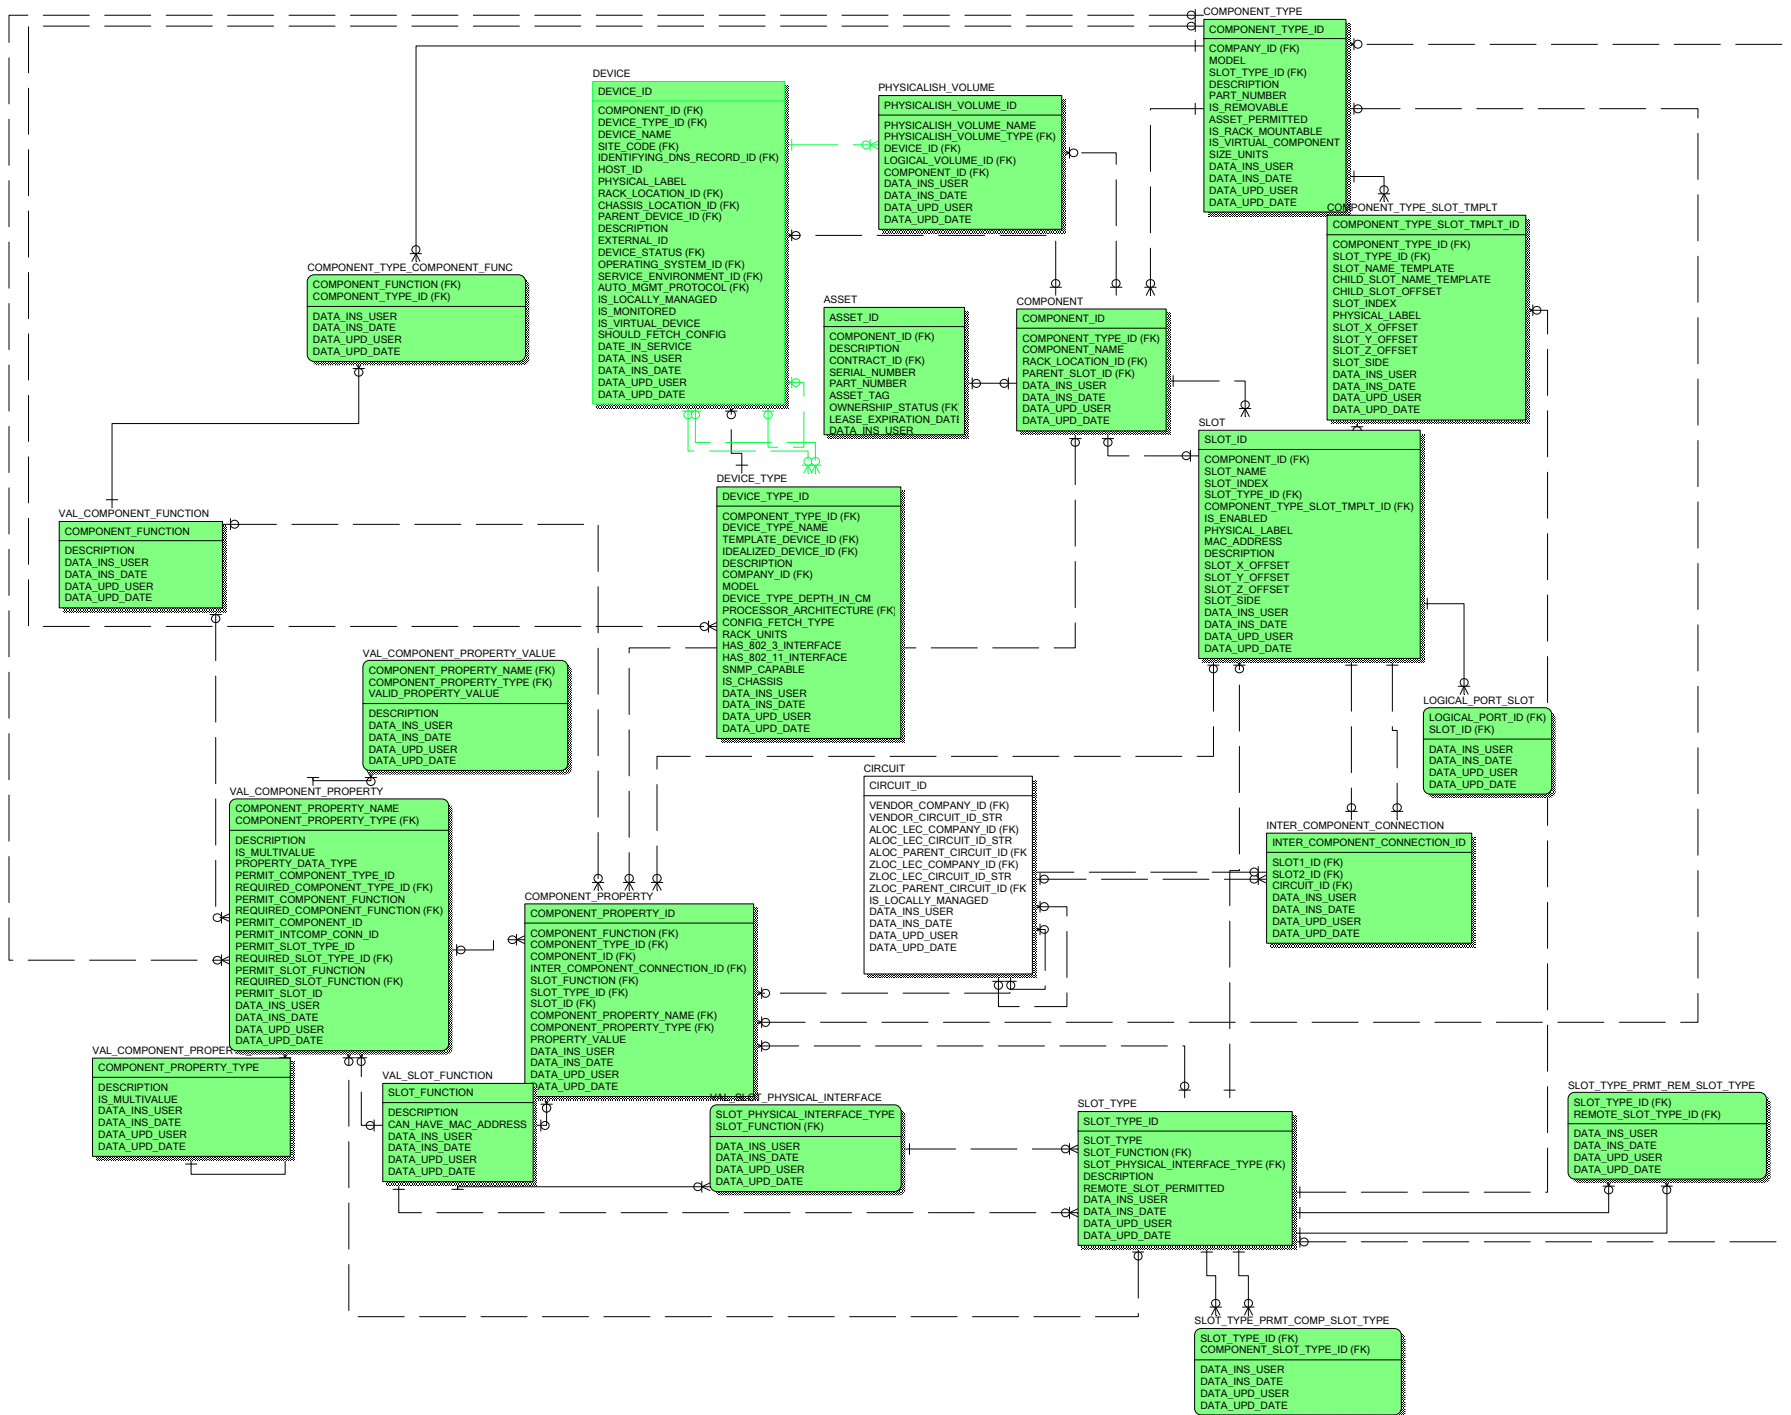 COMPONENT_TYPE
COMPONENT_TYPE_ID
COMPANY_ID (FK)
MODEL
SLOT_TYPE_ID (FK)
DESCRIPTION
PART_NUMBER
IS_REMOVABLE
ASSET_PERMITTED
IS_RACK_MOUNTABLE
IS_VIRTUAL_COMPONENT
SIZE_UNITS
DATA_INS_USER
DATA_INS_DATE
DATA_UPD_USER
DATA_UPD_DATE
DEVICE
DEVICE_ID
COMPONENT_ID (FK)
DEVICE_TYPE_ID (FK)
DEVICE_NAME
SITE_CODE (FK)
IDENTIFYING_DNS_RECORD_ID (FK)
HOST_ID
PHYSICAL_LABEL
RACK_LOCATION_ID (FK)
CHASSIS_LOCATION_ID (FK)
PARENT_DEVICE_ID (FK)
DESCRIPTION
EXTERNAL_ID
DEVICE_STATUS (FK)
OPERATING_SYSTEM_ID (FK)
SERVICE_ENVIRONMENT_ID (FK)
AUTO_MGMT_PROTOCOL (FK)
IS_LOCALLY_MANAGED
IS_MONITORED
IS_VIRTUAL_DEVICE
SHOULD_FETCH_CONFIG
DATE_IN_SERVICE
DATA_INS_USER
DATA_INS_DATE
DATA_UPD_USER
DATA_UPD_DATE
PHYSICALISH_VOLUME
PHYSICALISH_VOLUME_ID
PHYSICALISH_VOLUME_NAME
PHYSICALISH_VOLUME_TYPE (FK)
DEVICE_ID (FK)
LOGICAL_VOLUME_ID (FK)
COMPONENT_ID (FK)
DATA_INS_USER
DATA_INS_DATE
DATA_UPD_USER
DATA_UPD_DATE
COMPONENT_TYPE_SLOT_TMPLT
COMPONENT_TYPE_SLOT_TMPLT_ID
COMPONENT_TYPE_ID (FK)
SLOT_TYPE_ID (FK)
SLOT_NAME_TEMPLATE
CHILD_SLOT_NAME_TEMPLATE
CHILD_SLOT_OFFSET
SLOT_INDEX
PHYSICAL_LABEL
SLOT_X_OFFSET
SLOT_Y_OFFSET
SLOT_Z_OFFSET
SLOT_SIDE
DATA_INS_USER
DATA_INS_DATE
DATA_UPD_USER
DATA_UPD_DATE
COMPONENT_TYPE_COMPONENT_FUNC
COMPONENT_FUNCTION (FK)
COMPONENT_TYPE_ID (FK)
DATA_INS_USER
DATA_INS_DATE
DATA_UPD_USER
DATA_UPD_DATE
ASSET
ASSET_ID
COMPONENT_ID (FK)
DESCRIPTION
CONTRACT_ID (FK)
SERIAL_NUMBER
PART_NUMBER
ASSET_TAG
OWNERSHIP_STATUS (FK
LEASE_EXPIRATION_DATE
DATA_INS_USER
COMPONENT
COMPONENT_ID
COMPONENT_TYPE_ID (FK)
COMPONENT_NAME
RACK_LOCATION_ID (FK)
PARENT_SLOT_ID (FK)
DATA_INS_USER
DATA_INS_DATE
DATA_UPD_USER
DATA_UPD_DATE
SLOT
SLOT_ID
COMPONENT_ID (FK)
SLOT_NAME
SLOT_INDEX
SLOT_TYPE_ID (FK)
COMPONENT_TYPE_SLOT_TMPLT_ID (FK)
IS_ENABLED
PHYSICAL_LABEL
MAC_ADDRESS
DESCRIPTION
SLOT_X_OFFSET
SLOT_Y_OFFSET
SLOT_Z_OFFSET
SLOT_SIDE
DATA_INS_USER
DATA_INS_DATE
DATA_UPD_USER
DATA_UPD_DATE
DEVICE_TYPE
DEVICE_TYPE_ID
COMPONENT_TYPE_ID (FK)
DEVICE_TYPE_NAME
TEMPLATE_DEVICE_ID (FK)
IDEALIZED_DEVICE_ID (FK)
DESCRIPTION
COMPANY_ID (FK)
MODEL
DEVICE_TYPE_DEPTH_IN_CM
PROCESSOR_ARCHITECTURE (FK)
CONFIG_FETCH_TYPE
RACK_UNITS
HAS_802_3_INTERFACE
HAS_802_11_INTERFACE
SNMP_CAPABLE
IS_CHASSIS
DATA_INS_USER
DATA_INS_DATE
DATA_UPD_USER
DATA_UPD_DATE
VAL_COMPONENT_FUNCTION
COMPONENT_FUNCTION
DESCRIPTION
DATA_INS_USER
DATA_INS_DATE
DATA_UPD_USER
DATA_UPD_DATE
VAL_COMPONENT_PROPERTY_VALUE
COMPONENT_PROPERTY_NAME (FK)
COMPONENT_PROPERTY_TYPE (FK)
VALID_PROPERTY_VALUE
DESCRIPTION
DATA_INS_USER
DATA_INS_DATE
DATA_UPD_USER
DATA_UPD_DATE
LOGICAL_PORT_SLOT
LOGICAL_PORT_ID (FK)
SLOT_ID (FK)
DATA_INS_USER
DATA_INS_DATE
DATA_UPD_USER
DATA_UPD_DATE
VAL_COMPONENT_PROPERTY
COMPONENT_PROPERTY_NAME
COMPONENT_PROPERTY_TYPE (FK)
DESCRIPTION
IS_MULTIVALUE
PROPERTY_DATA_TYPE
PERMIT_COMPONENT_TYPE_ID
REQUIRED_COMPONENT_TYPE_ID (FK)
PERMIT_COMPONENT_FUNCTION
REQUIRED_COMPONENT_FUNCTION (FK)
PERMIT_COMPONENT_ID
PERMIT_INTCOMP_CONN_ID
PERMIT_SLOT_TYPE_ID
REQUIRED_SLOT_TYPE_ID (FK)
PERMIT_SLOT_FUNCTION
REQUIRED_SLOT_FUNCTION (FK)
PERMIT_SLOT_ID
DATA_INS_USER
DATA_INS_DATE
DATA_UPD_USER
DATA_UPD_DATE
CIRCUIT
CIRCUIT_ID
VENDOR_COMPANY_ID (FK)
VENDOR_CIRCUIT_ID_STR
ALOC_LEC_COMPANY_ID (FK)
ALOC_LEC_CIRCUIT_ID_STR
ALOC_PARENT_CIRCUIT_ID (FK
ZLOC_LEC_COMPANY_ID (FK)
ZLOC_LEC_CIRCUIT_ID_STR
ZLOC_PARENT_CIRCUIT_ID (FK
IS_LOCALLY_MANAGED
DATA_INS_USER
DATA_INS_DATE
DATA_UPD_USER
DATA_UPD_DATE
INTER_COMPONENT_CONNECTION
INTER_COMPONENT_CONNECTION_ID
SLOT1_ID (FK)
SLOT2_ID (FK)
CIRCUIT_ID (FK)
DATA_INS_USER
DATA_INS_DATE
DATA_UPD_USER
DATA_UPD_DATE
COMPONENT_PROPERTY
COMPONENT_PROPERTY_ID
COMPONENT_FUNCTION (FK)
COMPONENT_TYPE_ID (FK)
COMPONENT_ID (FK)
INTER_COMPONENT_CONNECTION_ID (FK)
SLOT_FUNCTION (FK)
SLOT_TYPE_ID (FK)
SLOT_ID (FK)
COMPONENT_PROPERTY_NAME (FK)
COMPONENT_PROPERTY_TYPE (FK)
PROPERTY_VALUE
DATA_INS_USER
DATA_INS_DATE
DATA_UPD_USER
DATA_UPD_DATE
VAL_COMPONENT_PROPER
COMPONENT_PROPERTY_TYPE
DESCRIPTION
IS_MULTIVALUE
DATA_INS_USER
DATA_INS_DATE
DATA_UPD_USER
DATA_UPD_DATE
VAL_SLOT_FUNCTION
SLOT_FUNCTION
DESCRIPTION
CAN_HAVE_MAC_ADDRESS
DATA_INS_USER
DATA_INS_DATE
DATA_UPD_USER
DATA_UPD_DATE
VAL_SLOT_PHYSICAL_INTERFACE
SLOT_PHYSICAL_INTERFACE_TYPE
SLOT_FUNCTION (FK)
DATA_INS_USER
DATA_INS_DATE
DATA_UPD_USER
DATA_UPD_DATE
SLOT_TYPE
SLOT_TYPE_ID
SLOT_TYPE
SLOT_FUNCTION (FK)
SLOT_PHYSICAL_INTERFACE_TYPE (FK)
DESCRIPTION
REMOTE_SLOT_PERMITTED
DATA_INS_USER
DATA_INS_DATE
DATA_UPD_USER
DATA_UPD_DATE
SLOT_TYPE_PRMT_REM_SLOT_TYPE
SLOT_TYPE_ID (FK)
REMOTE_SLOT_TYPE_ID (FK)
DATA_INS_USER
DATA_INS_DATE
DATA_UPD_USER
DATA_UPD_DATE
SLOT_TYPE_PRMT_COMP_SLOT_TYPE
SLOT_TYPE_ID (FK)
COMPONENT_SLOT_TYPE_ID (FK)
DATA_INS_USER
DATA_INS_DATE
DATA_UPD_USER
DATA_UPD_DATE